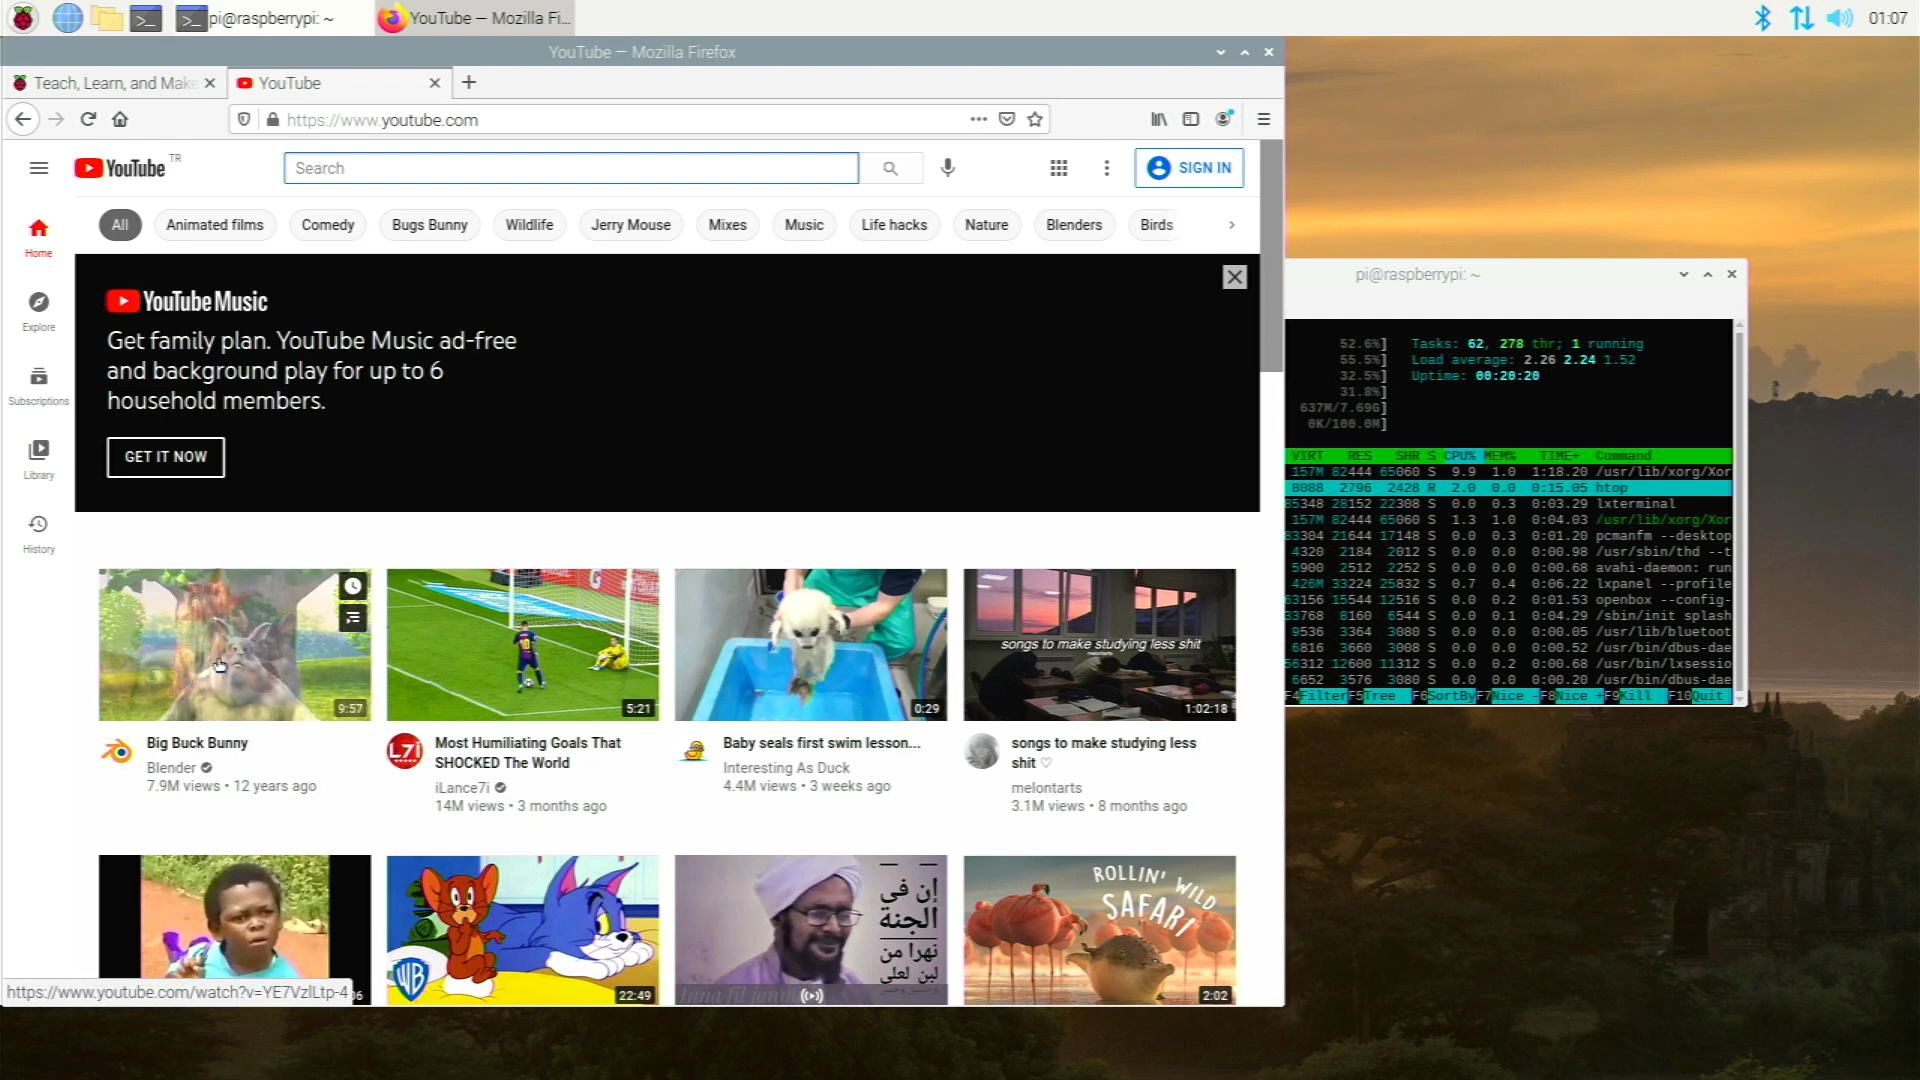 pi@raspberrypi: ~
YouTube — Mozilla Fi...
01:07
YouTube — Mozilla Firefox
Teach, Learn, and Make
YouTube
https://www.youtube.com
YouTube TR
Search
SIGN IN
All
Animated films
Comedy
Bugs Bunny
Wildlife
Jerry Mouse
Mixes
Music
Life hacks
Nature
Blenders
Birds
Home
Explore
Subscriptions
Library
History
YouTube Music
Get family plan. YouTube Music ad-free
and background play for up to 6
household members.
GET IT NOW
9:57
5:21
0:29
songs to make studying less shit
1:02:18
Big Buck Bunny
Blender
7.9M views • 12 years ago
Most Humiliating Goals That
SHOCKED The World
iLance7i
14M views • 3 months ago
Baby seals first swim lesson...
Interesting As Duck
4.4M views • 3 weeks ago
songs to make studying less
shit ♡
melontarts
3.1M views • 8 months ago
WB
22:49
إن في
الجنة
نهرا من
لبن لعلي
ROLLIN' WILD
SAFARI
2:02
https://www.youtube.com/watch?v=YE7VzlLtp-4
pi@raspberrypi: ~
52.6%] Tasks: 62, 278 thr; 1 running
55.5%] Load average: 2.26 2.24 1.52
32.5%] Uptime: 00:20:20
31.8%]
637M/7.69G]
0K/100.0M]
VIRT RES SHR S CPU% MEM% TIME+ Command
157M 82444 65060 S 9.9 1.0 1:18.20 /usr/lib/xorg/Xor
8088 2796 2428 R 2.0 0.0 0:15.05 htop
85348 28152 22308 S 0.0 0.3 0:03.29 lxterminal
157M 82444 65060 S 1.3 1.0 0:04.03 /usr/lib/xorg/Xor
83304 21644 17148 S 0.0 0.3 0:01.20 pcmanfm --desktop
4320 2184 2012 S 0.0 0.0 0:00.98 /usr/sbin/thd --t
5900 2512 2252 S 0.0 0.0 0:00.68 avahi-daemon: run
426M 33224 25832 S 0.7 0.4 0:06.22 lxpanel --profile
63156 15544 12516 S 0.0 0.2 0:01.53 openbox --config-
33768 8160 6544 S 0.0 0.1 0:04.29 /sbin/init splash
9536 3364 3080 S 0.0 0.0 0:00.05 /usr/lib/bluetoot
6816 3660 3008 S 0.0 0.0 0:00.52 /usr/bin/dbus-dae
56312 12600 11312 S 0.0 0.2 0:00.68 /usr/bin/lxsessio
6652 3576 3080 S 0.0 0.0 0:00.20 /usr/bin/dbus-dae
F4Filter F5Tree F6SortBy F7Nice - F8Nice + F9Kill F10Quit